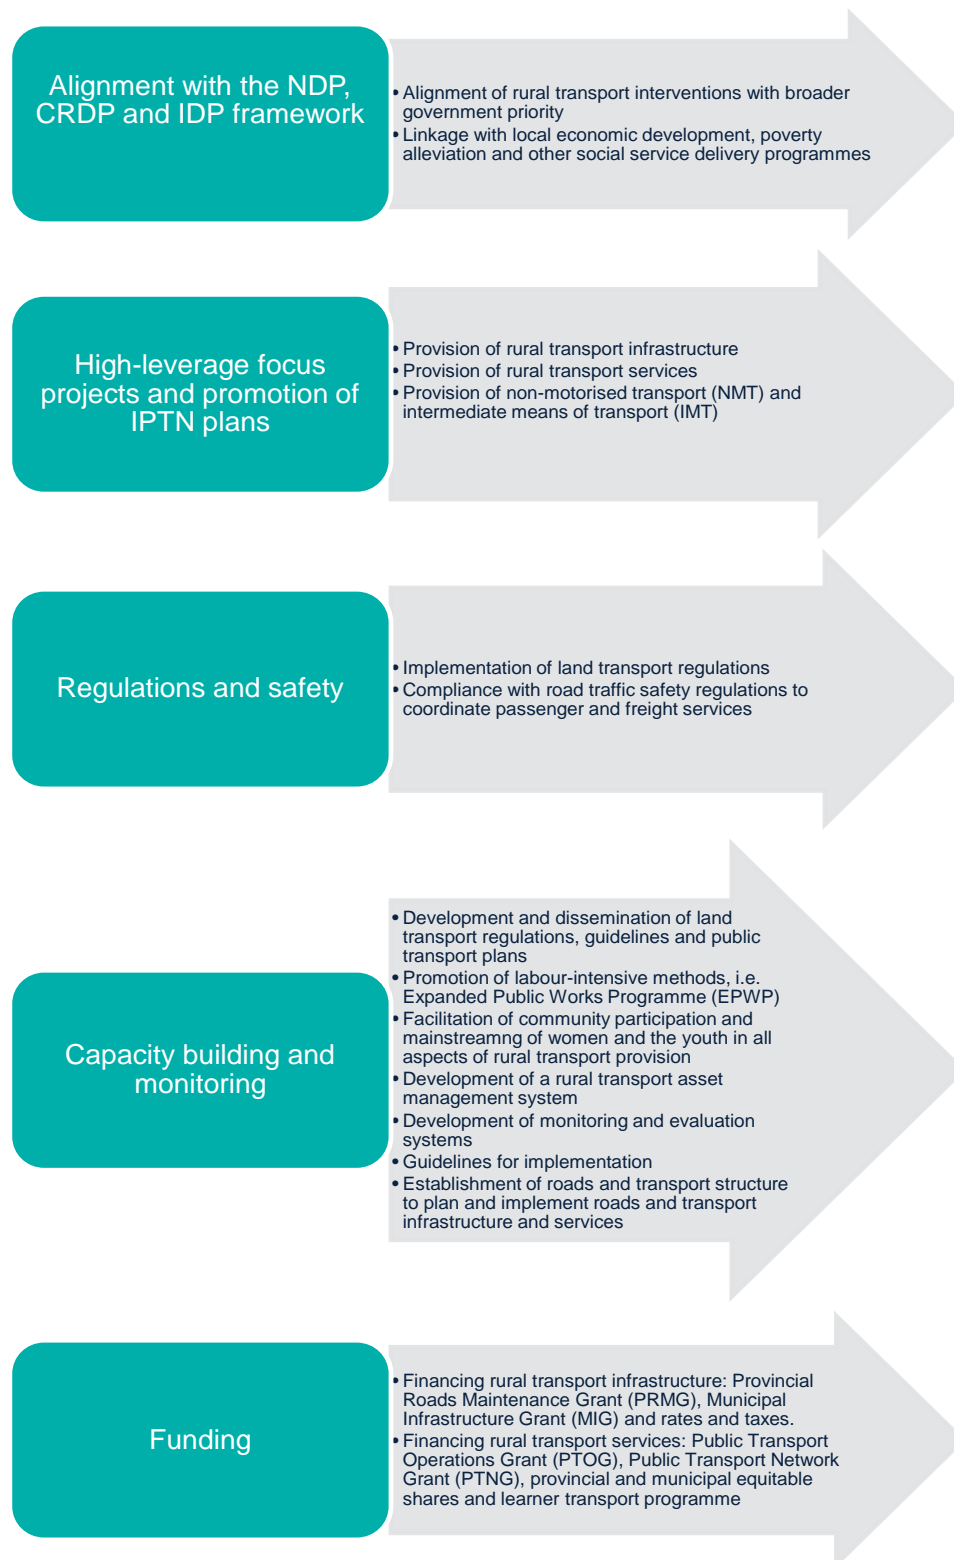 Alignment with the NDP,
CRDP and IDP framework
• Alignment of rural transport interventions with broader
government priority
• Linkage with local economic development, poverty
alleviation and other social service delivery programmes
High-leverage focus
projects and promotion of
IPTN plans
• Provision of rural transport infrastructure
• Provision of rural transport services
• Provision of non-motorised transport (NMT) and
intermediate means of transport (IMT)
Regulations and safety
• Implementation of land transport regulations
• Compliance with road traffic safety regulations to
coordinate passenger and freight services
Capacity building and
monitoring
• Development and dissemination of land
transport regulations, guidelines and public
transport plans
• Promotion of labour-intensive methods, i.e.
Expanded Public Works Programme (EPWP)
• Facilitation of community participation and
mainstreamng of women and the youth in all
aspects of rural transport provision
• Development of a rural transport asset
management system
• Development of monitoring and evaluation
systems
• Guidelines for implementation
• Establishment of roads and transport structure
to plan and implement roads and transport
infrastructure and services
Funding
• Financing rural transport infrastructure: Provincial
Roads Maintenance Grant (PRMG), Municipal
Infrastructure Grant (MIG) and rates and taxes.
• Financing rural transport services: Public Transport
Operations Grant (PTOG), Public Transport Network
Grant (PTNG), provincial and municipal equitable
shares and learner transport programme